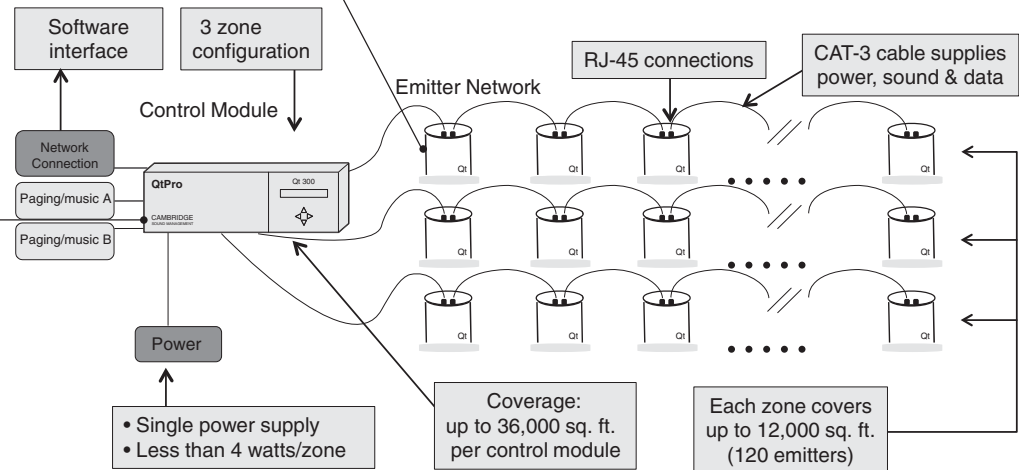 Software
interface
3 zone
configuration
Control Module
Emitter Network
RJ-45 connections
CAT-3 cable supplies
power, sound & data
Network
Connection
Paging/music A
Paging/music B
QtPro
Qt 300
CAMBRIDGE
SOUND MANAGEMENT
Qt
Qt
Qt
Qt
Qt
Qt
Qt
Qt
Qt
Qt
Qt
Qt
Power
• Single power supply
• Less than 4 watts/zone
Coverage:
up to 36,000 sq. ft.
per control module
Each zone covers
up to 12,000 sq. ft.
(120 emitters)